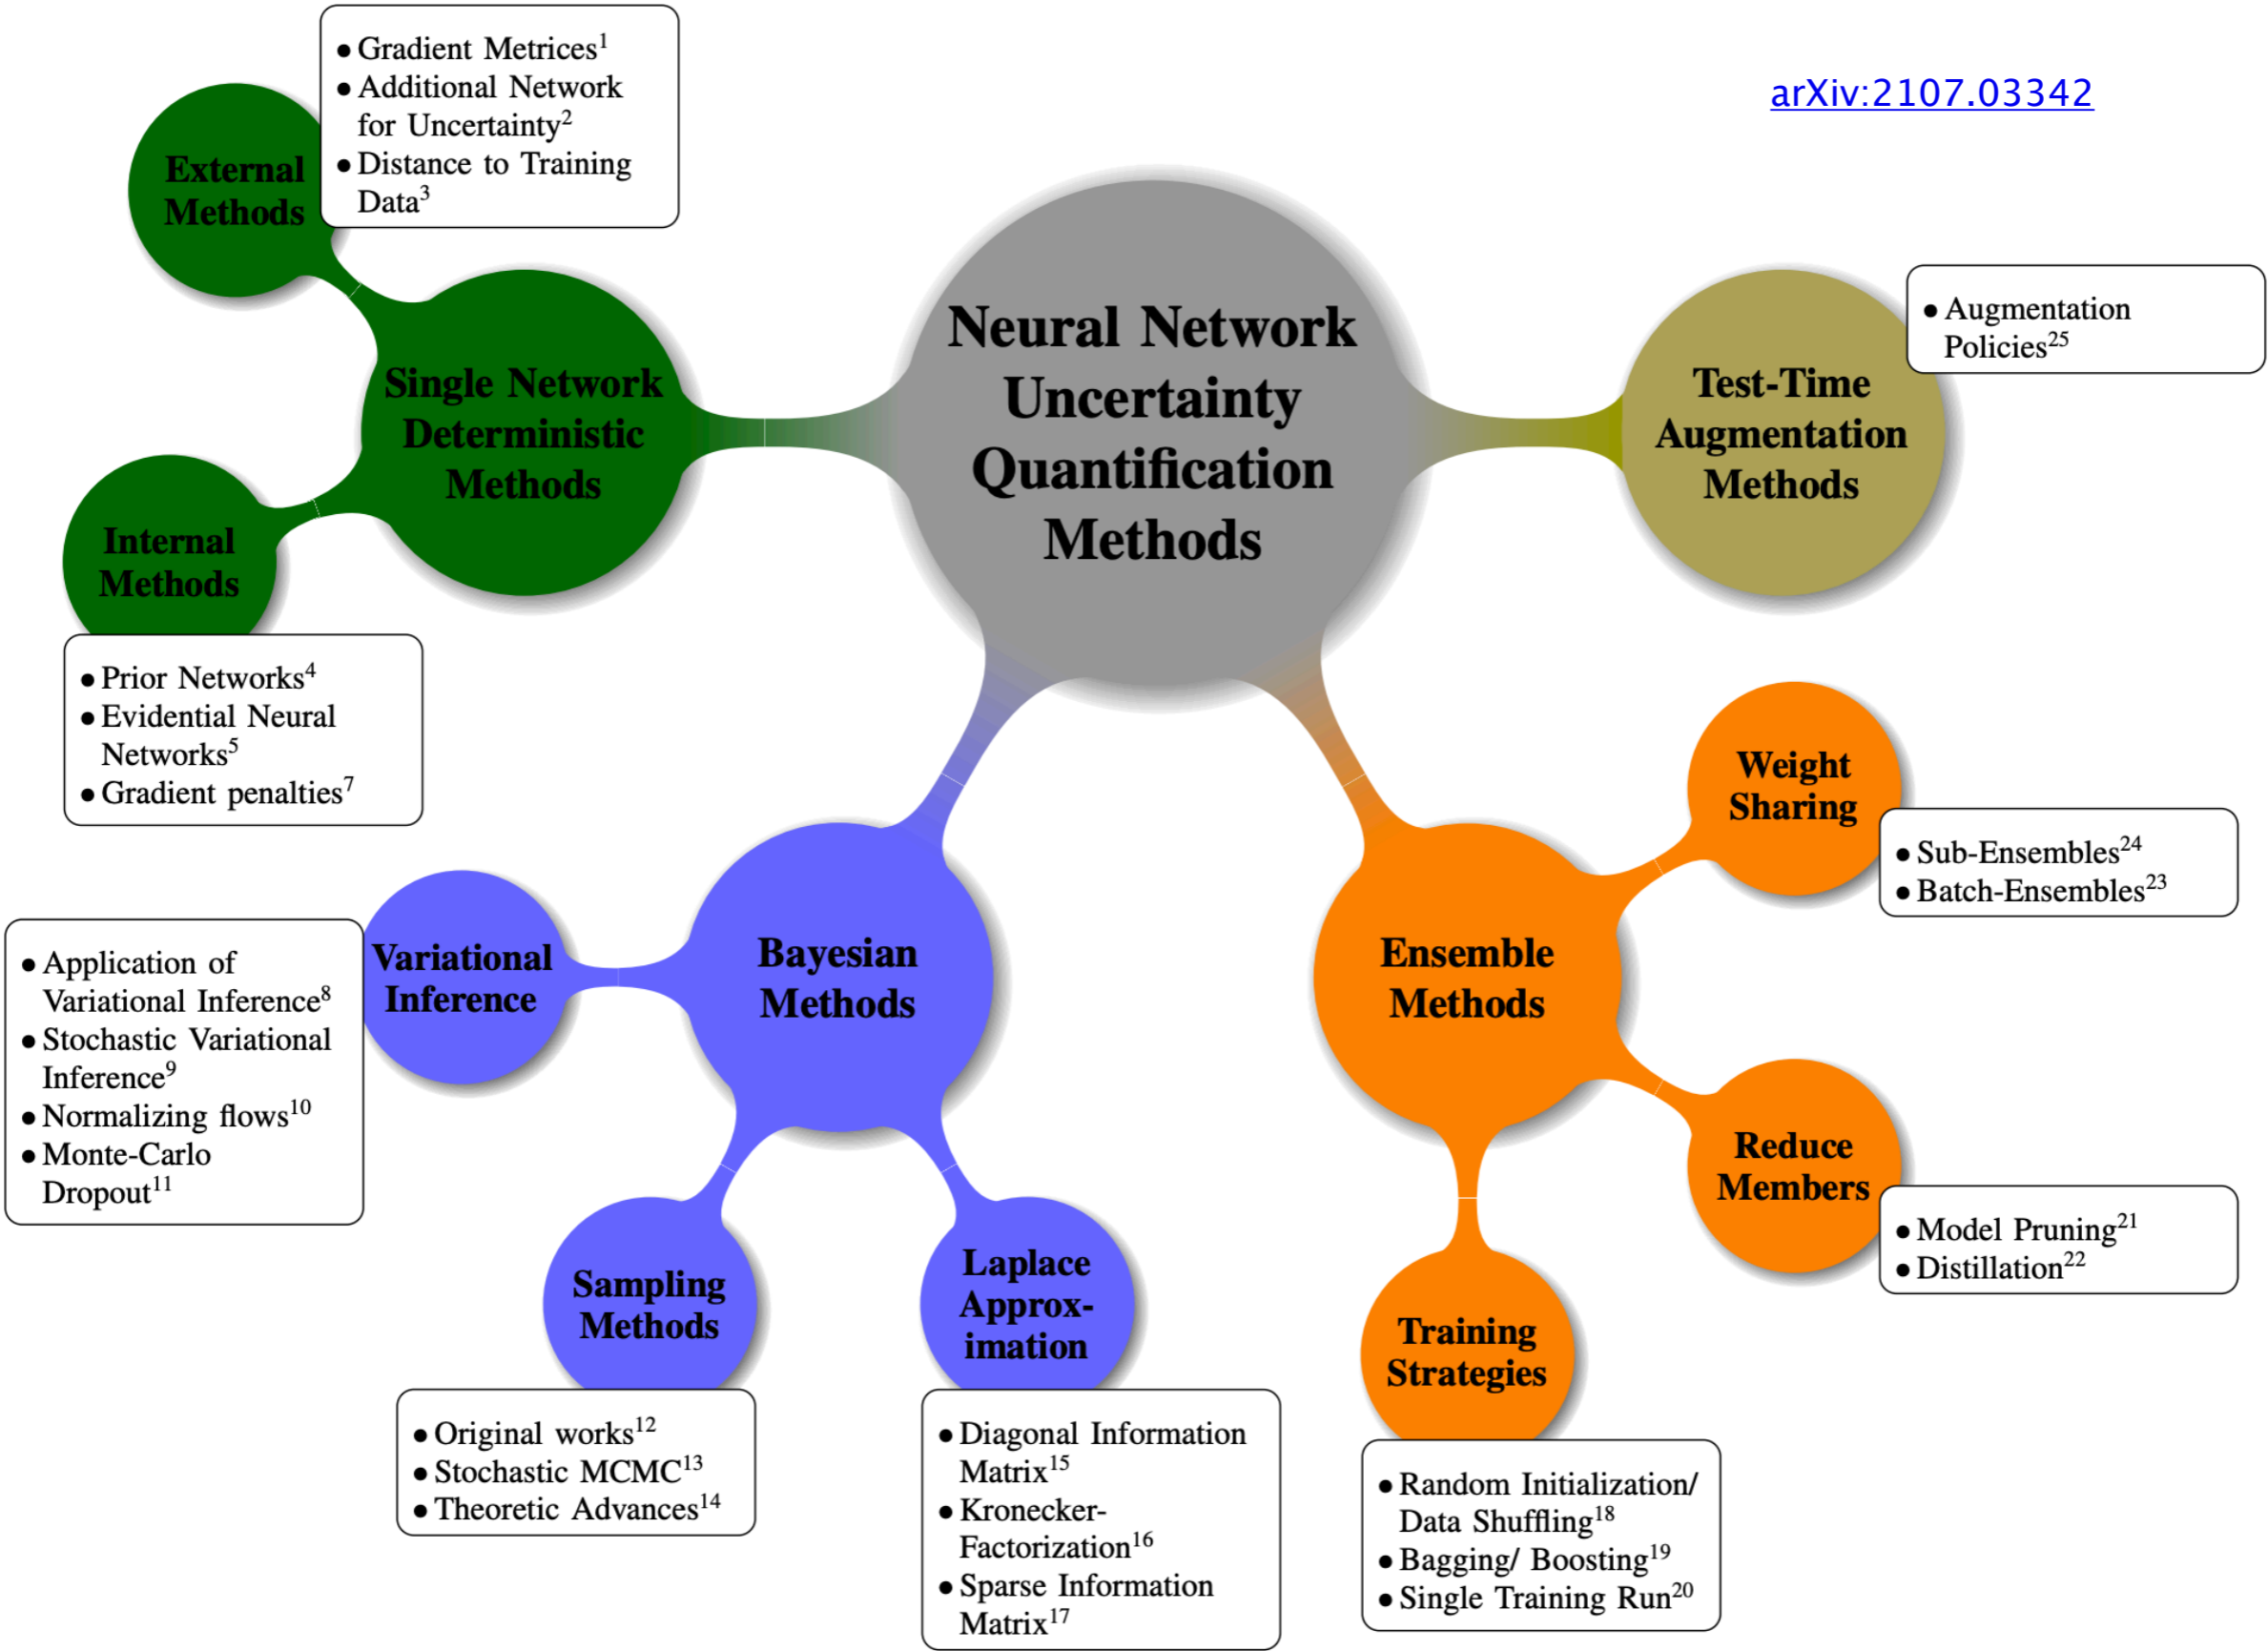 arXiv:2107.03342
Neural Network
Uncertainty
Quantification
Methods
Single Network
Deterministic
Methods
External
Methods
• Gradient Metrices¹
• Additional Network
for Uncertainty²
• Distance to Training
Data³
Internal
Methods
• Prior Networks⁴
• Evidential Neural
Networks⁵
• Gradient penalties⁷
Bayesian
Methods
Variational
Inference
• Application of
Variational Inference⁸
• Stochastic Variational
Inference⁹
• Normalizing flows¹⁰
• Monte-Carlo
Dropout¹¹
Sampling
Methods
• Original works¹²
• Stochastic MCMC¹³
• Theoretic Advances¹⁴
Laplace
Approx-
imation
• Diagonal Information
Matrix¹⁵
• Kronecker-
Factorization¹⁶
• Sparse Information
Matrix¹⁷
Ensemble
Methods
Training
Strategies
• Random Initialization/
Data Shuffling¹⁸
• Bagging/ Boosting¹⁹
• Single Training Run²⁰
Reduce
Members
• Model Pruning²¹
• Distillation²²
Weight
Sharing
• Sub-Ensembles²⁴
• Batch-Ensembles²³
Test-Time
Augmentation
Methods
• Augmentation
Policies²⁵